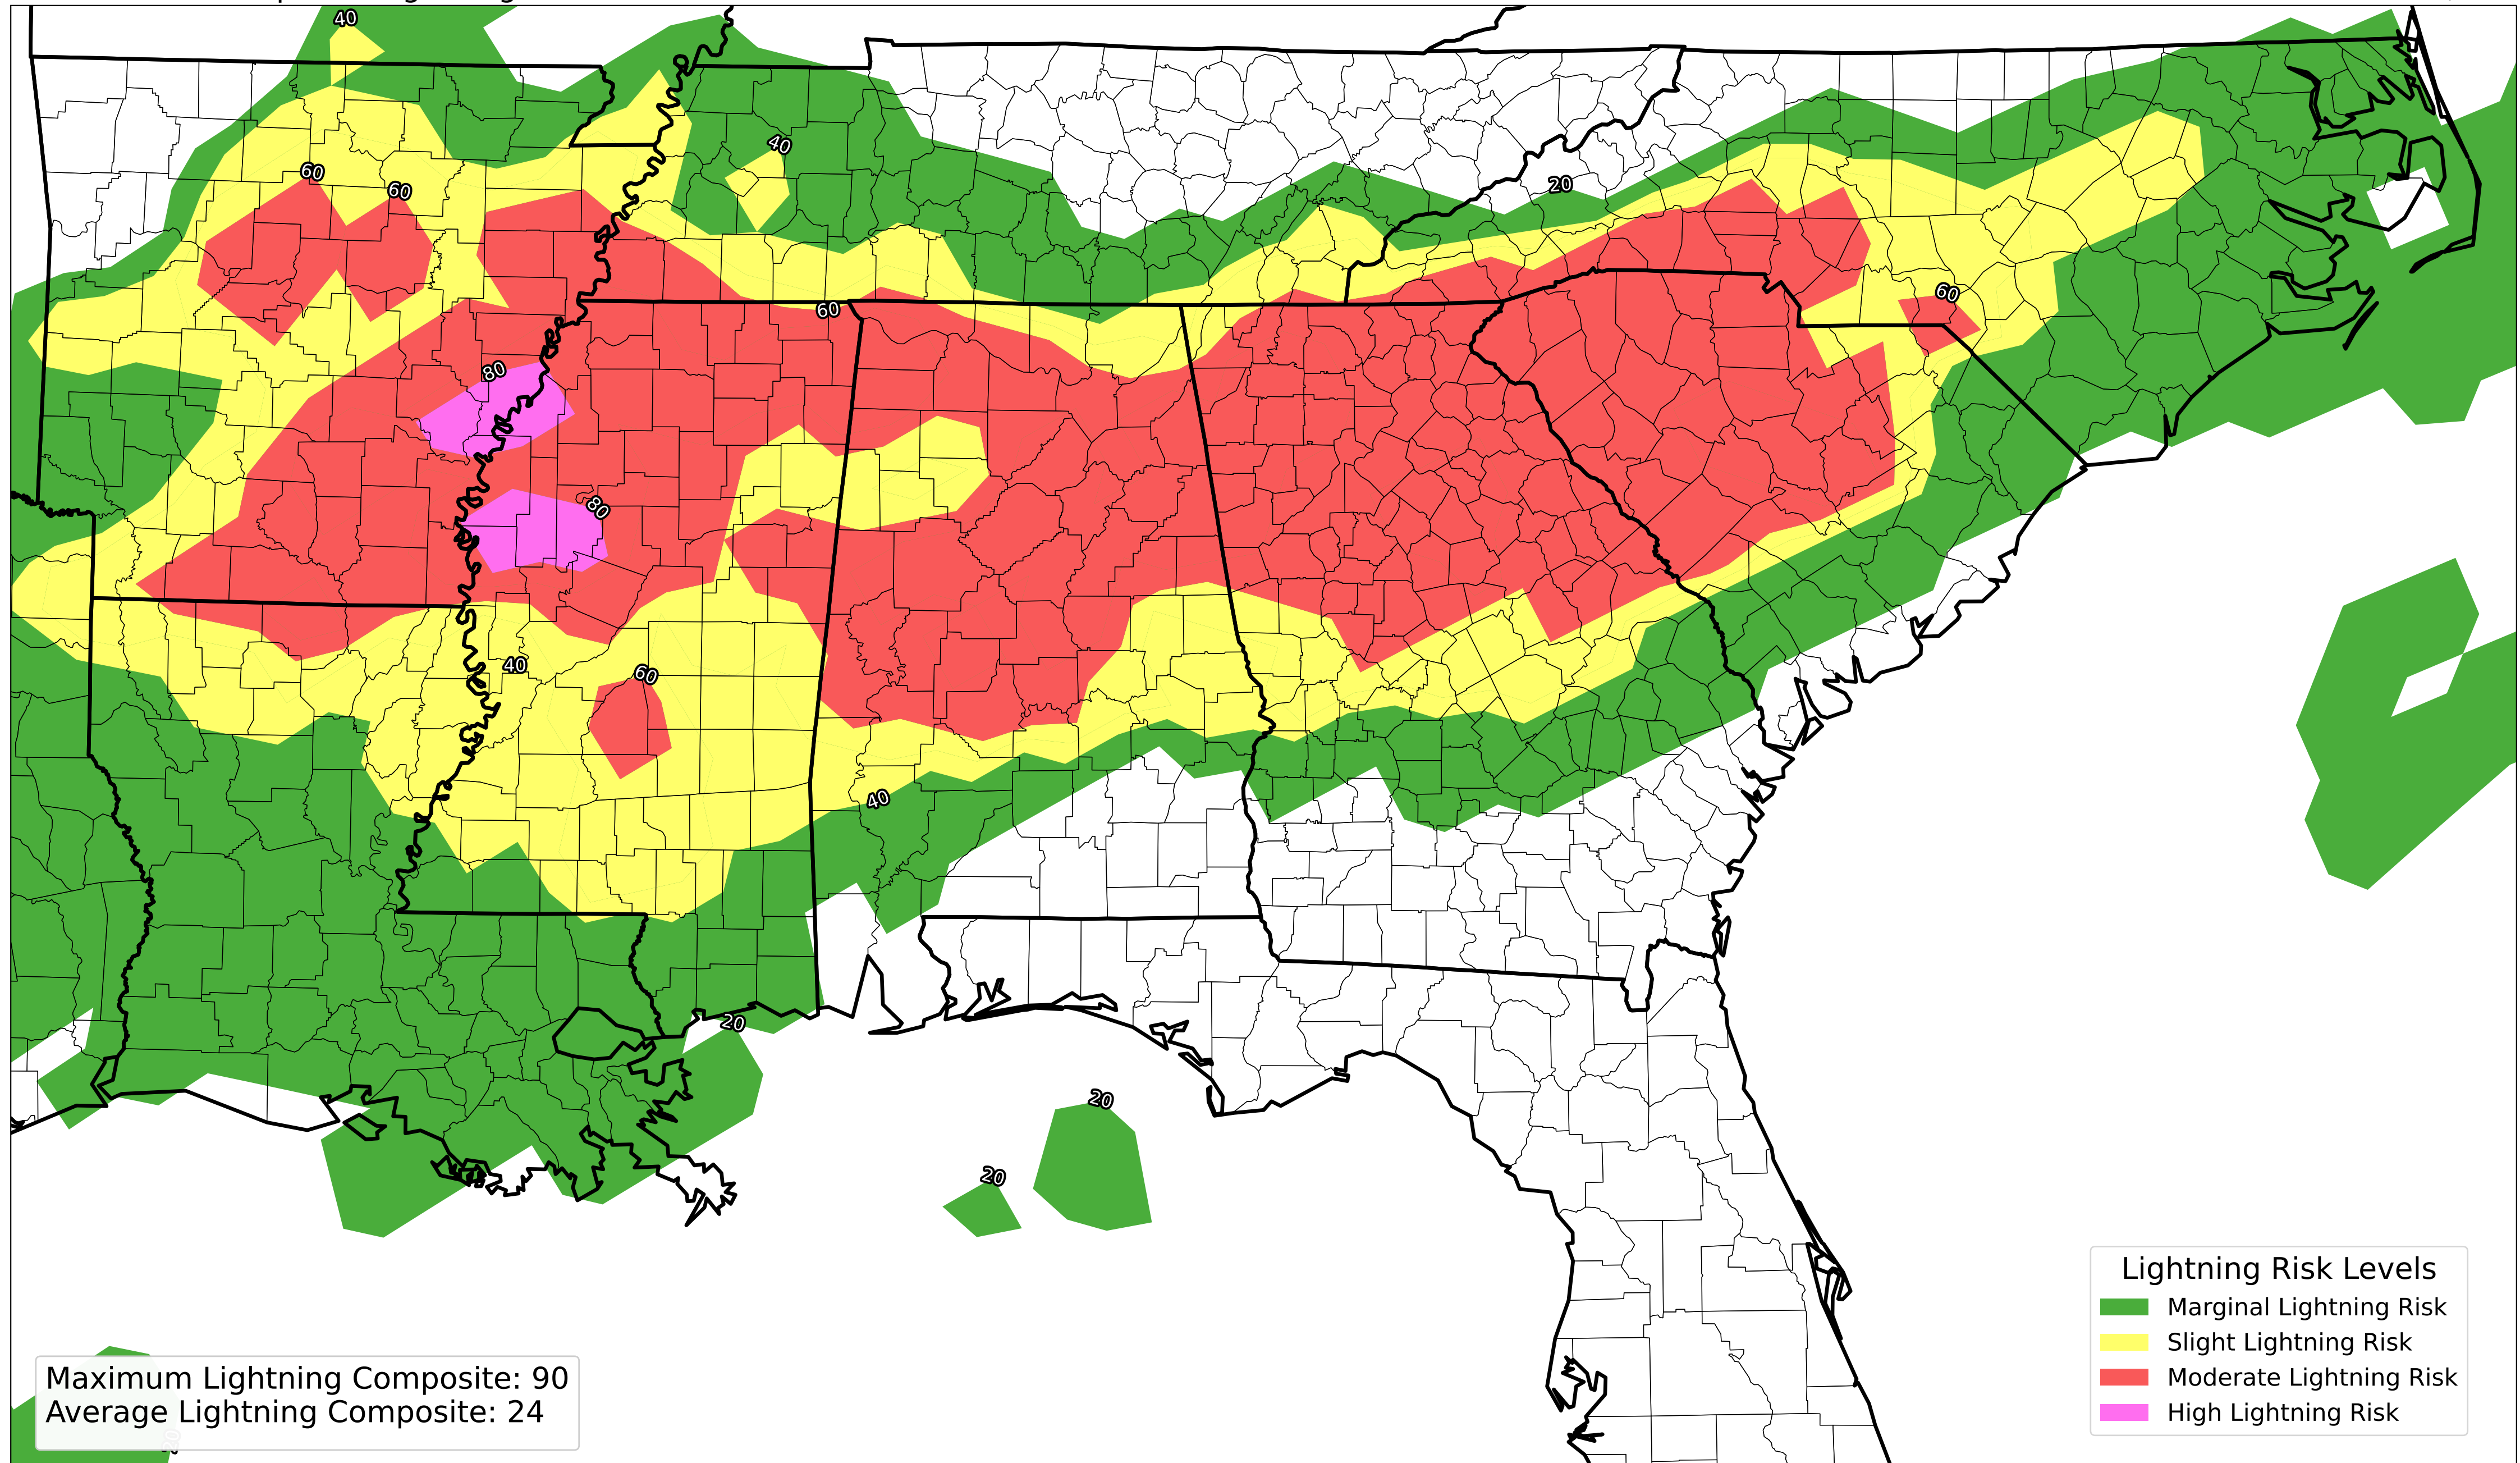 40
40
60
60
20
60
60
80
80
40
60
40
20
20
20
Lightning Risk Levels
Marginal Lightning Risk
Slight Lightning Risk
Moderate Lightning Risk
High Lightning Risk
Maximum Lightning Composite: 90
Average Lightning Composite: 24